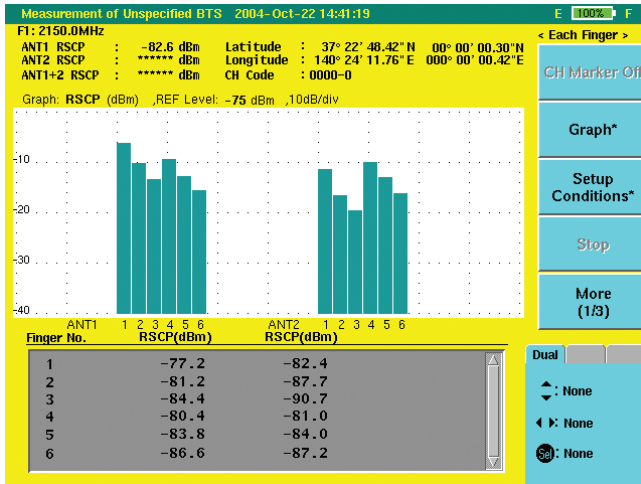 Measurement of Unspecified BTS 2004-Oct-22 14:41:19 E 100% F
F1: 2150.0MHz
ANT1 RSCP : -82.6 dBm Latitude : 37° 22' 48.42"N 00° 00' 00.30"N
ANT2 RSCP : ****** dBm Longitude : 140° 24' 11.76"E 000° 00' 00.42"E
ANT1+2 RSCP : ****** dBm CH Code : 0000-0
Graph: RSCP (dBm) ,REF Level: -75 dBm ,10dB/div
-10
-20
-30
-40
ANT1 1 2 3 4 5 6 ANT2 1 2 3 4 5 6
Finger No. RSCP(dBm) RSCP(dBm)
1 -77.2 -82.4
2 -81.2 -87.7
3 -84.4 -90.7
4 -80.4 -81.0
5 -83.8 -84.0
6 -86.6 -87.2
< Each Finger >
CH Marker Off
Graph*
Setup
Conditions*
Stop
More
(1/3)
Dual
: None
: None
Sel: None